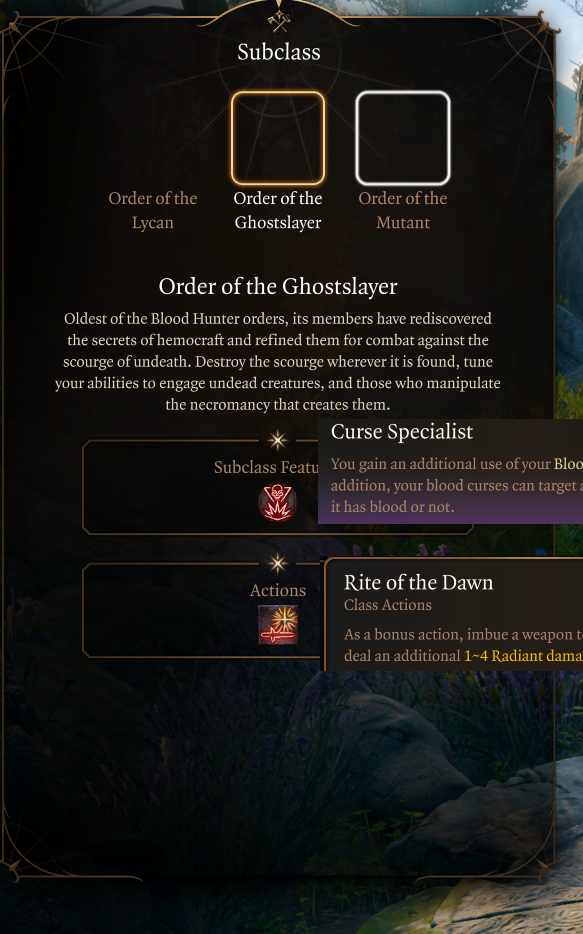 Subclass
Order of the Lycan
Order of the Ghostslayer
Order of the Mutant
Order of the Ghostslayer
Oldest of the Blood Hunter orders, its members have rediscovered
the secrets of hemocraft and refined them for combat against the
scourge of undeath. Destroy the scourge wherever it is found, tune
your abilities to engage undead creatures, and those who manipulate
the necromancy that creates them.
Subclass Featu
Curse Specialist
You gain an additional use of your Bloo
addition, your blood curses can target a
it has blood or not.
Actions
Rite of the Dawn
Class Actions
As a bonus action, imbue a weapon to
deal an additional 1~4 Radiant dama